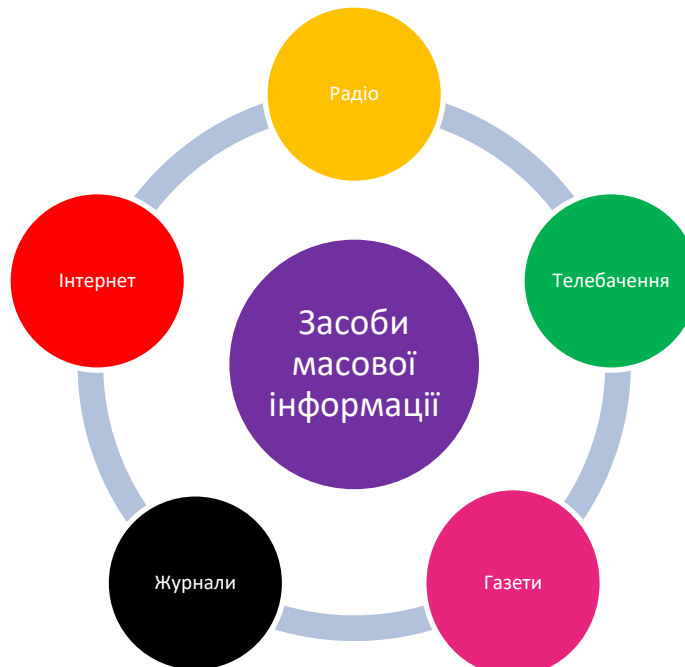 Радіо
Інтернет
Телебачення
Засоби
масової
інформації
Журнали
Газети